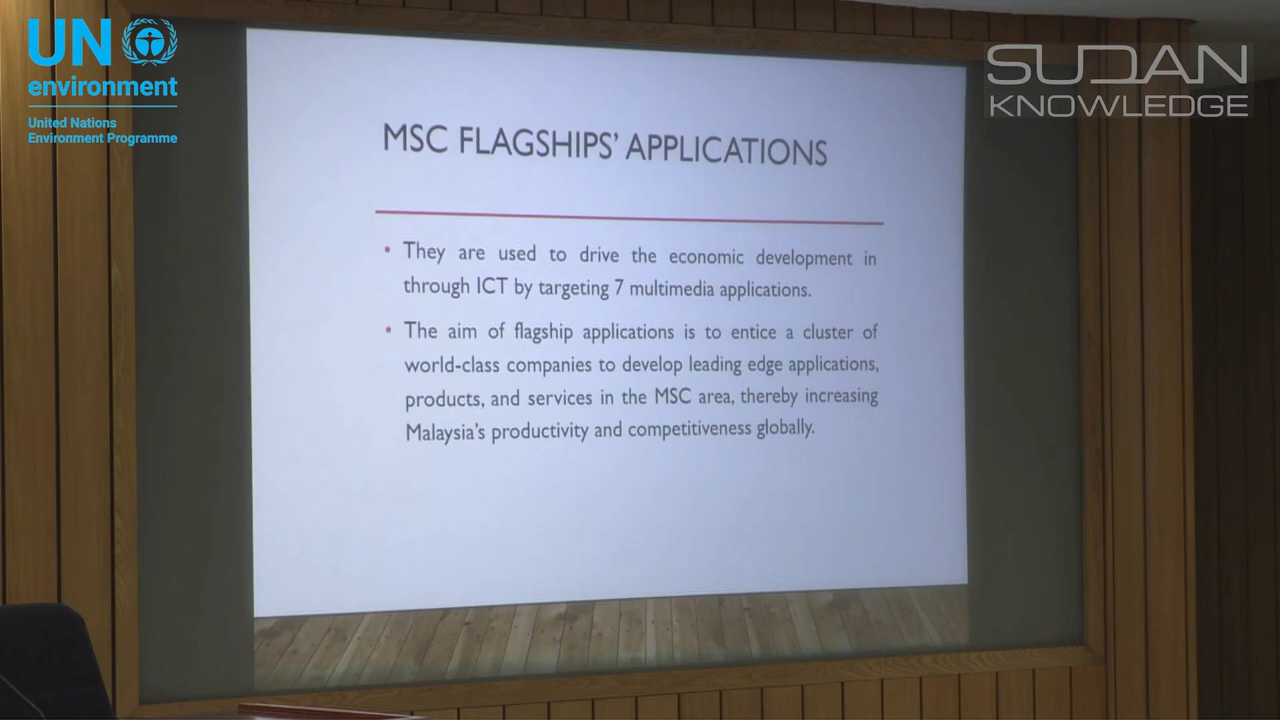 UN
environment
United Nations
Environment Programme
SUDAN
KNOWLEDGE
MSC FLAGSHIPS' APPLICATIONS
• They are used to drive the economic development in
through ICT by targeting 7 multimedia applications.
• The aim of flagship applications is to entice a cluster of
world-class companies to develop leading edge applications,
products, and services in the MSC area, thereby increasing
Malaysia's productivity and competitiveness globally.